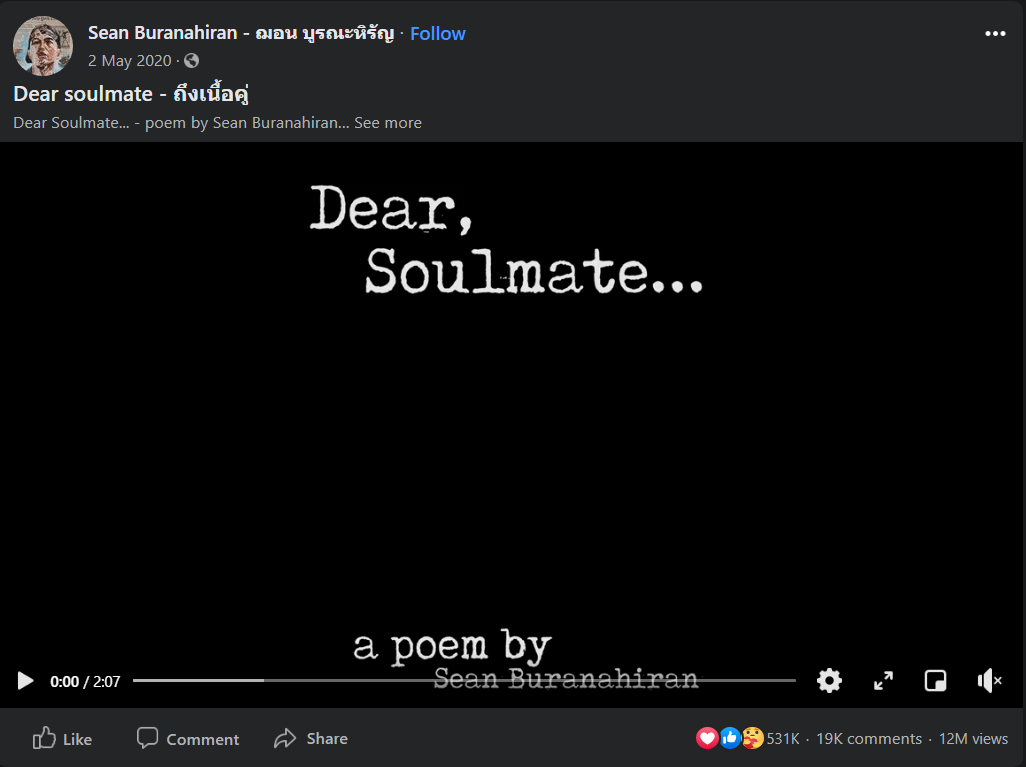 Sean Buranahiran - ฌอน บูรณะหิรัญ · Follow
2 May 2020 ·
Dear soulmate - ถึงเนื้อคู่
Dear Soulmate... - poem by Sean Buranahiran... See more
Dear,
Soulmate...
a poem by
Sean Buranahiran
0:00 / 2:07
Like
Comment
Share
531K · 19K comments · 12M views